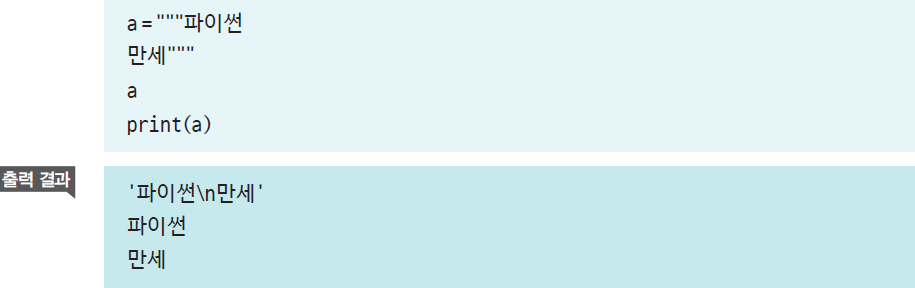 a = """파이썬
만세"""
a
print(a)
출력 결과
'파이썬\n만세'
파이썬
만세